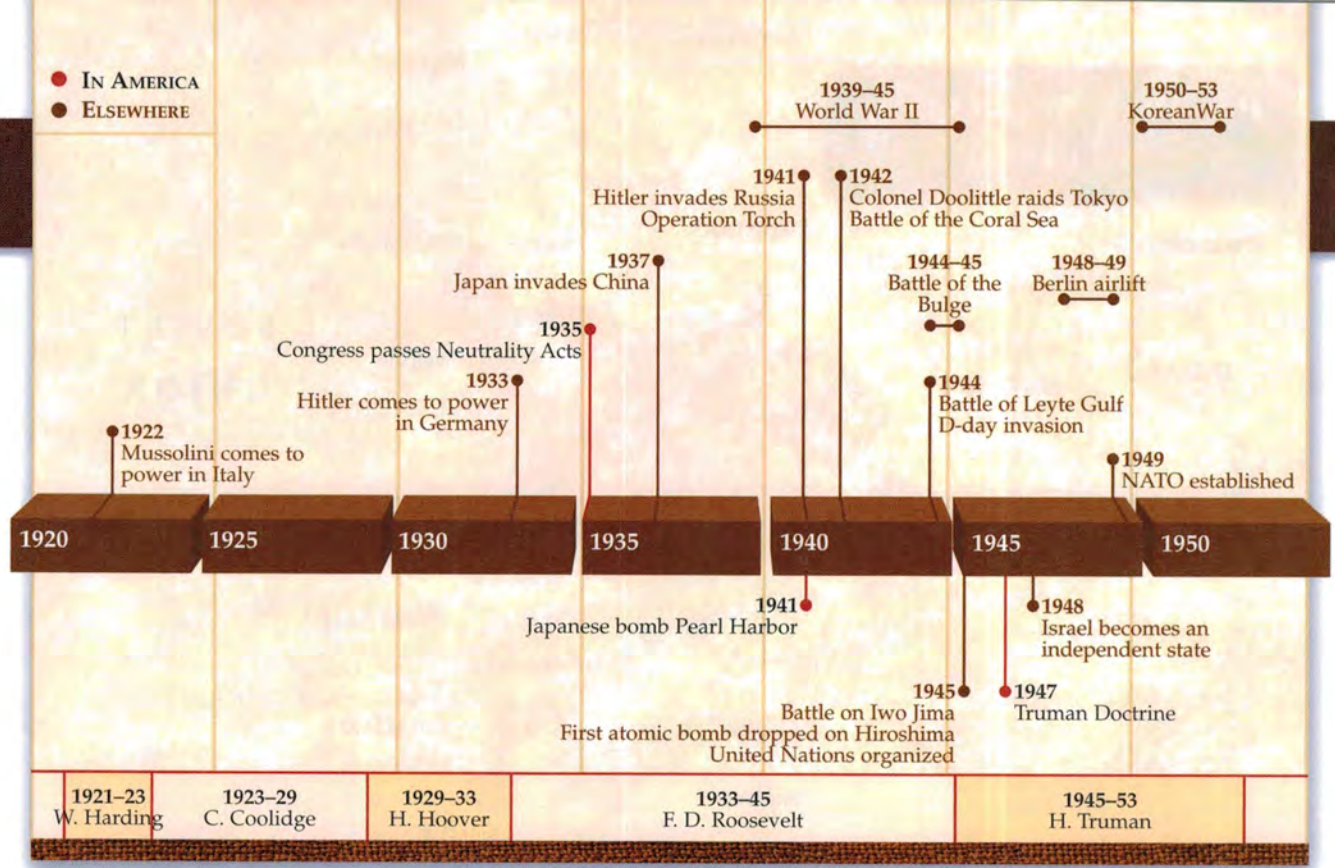 IN AMERICA
ELSEWHERE
1939–45
World War II
1950–53
KoreanWar
1941
Hitler invades Russia
Operation Torch
1942
Colonel Doolittle raids Tokyo
Battle of the Coral Sea
1937
Japan invades China
1944–45
Battle of the
Bulge
1948–49
Berlin airlift
1935
Congress passes Neutrality Acts
1933
Hitler comes to power
in Germany
1944
Battle of Leyte Gulf
D-day invasion
1922
Mussolini comes to
power in Italy
1949
NATO established
1920
1925
1930
1935
1940
1945
1950
1941
Japanese bomb Pearl Harbor
1948
Israel becomes an
independent state
1945
Battle on Iwo Jima
First atomic bomb dropped on Hiroshima
United Nations organized
1947
Truman Doctrine
1921–23
W. Harding
1923–29
C. Coolidge
1929–33
H. Hoover
1933–45
F. D. Roosevelt
1945–53
H. Truman